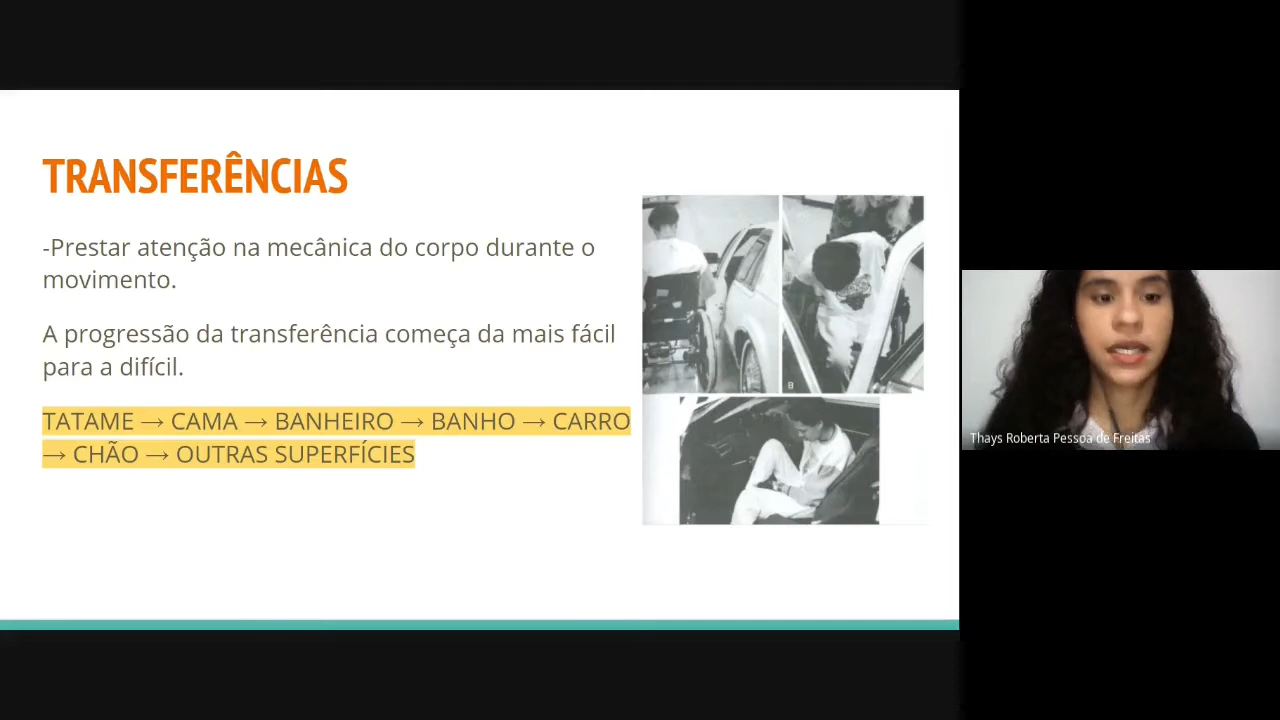 TRANSFERÊNCIAS
-Prestar atenção na mecânica do corpo durante o
movimento.
A progressão da transferência começa da mais fácil
para a difícil.
TATAME → CAMA → BANHEIRO → BANHO → CARRO
→ CHÃO → OUTRAS SUPERFÍCIES
B
Thays Roberta Pessoa de Freitas